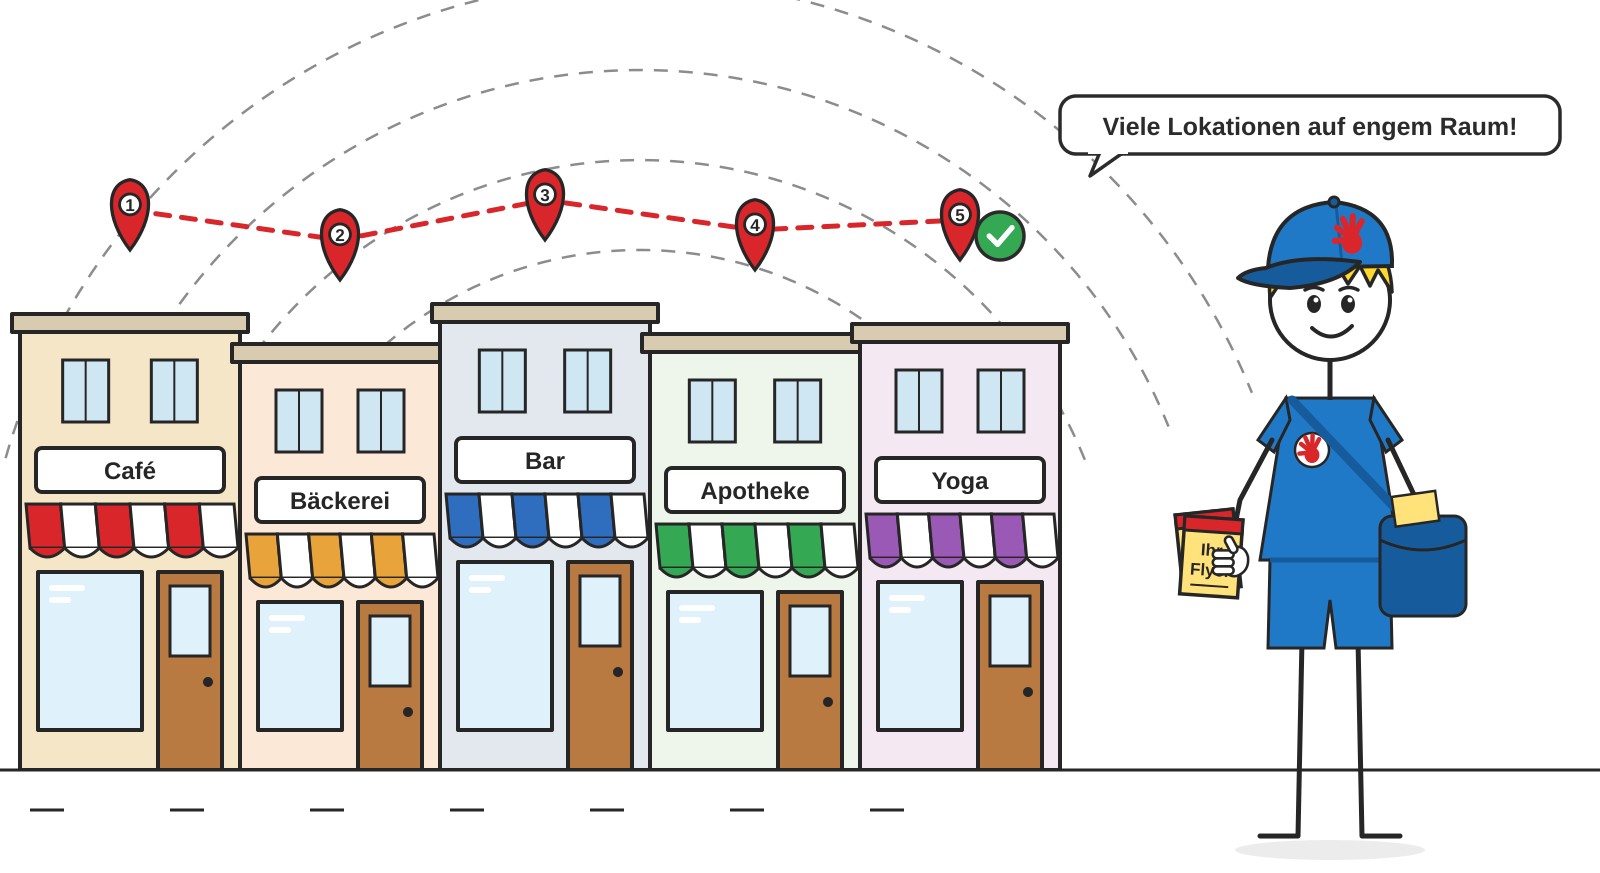 Viele Lokationen auf engem Raum!
1
2
3
4
5
Café
Bäckerei
Bar
Apotheke
Yoga